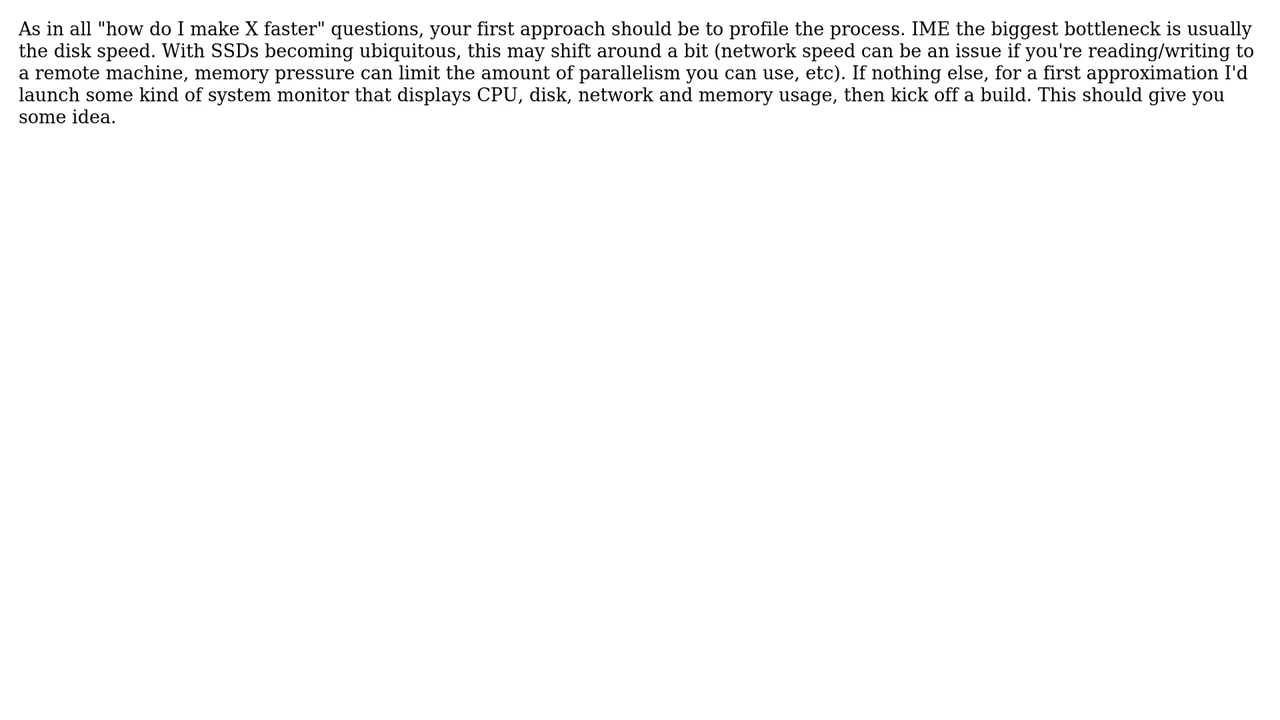 As in all "how do I make X faster" questions, your first approach should be to profile the process. IME the biggest bottleneck is usually
the disk speed. With SSDs becoming ubiquitous, this may shift around a bit (network speed can be an issue if you're reading/writing to
a remote machine, memory pressure can limit the amount of parallelism you can use, etc). If nothing else, for a first approximation I'd
launch some kind of system monitor that displays CPU, disk, network and memory usage, then kick off a build. This should give you
some idea.